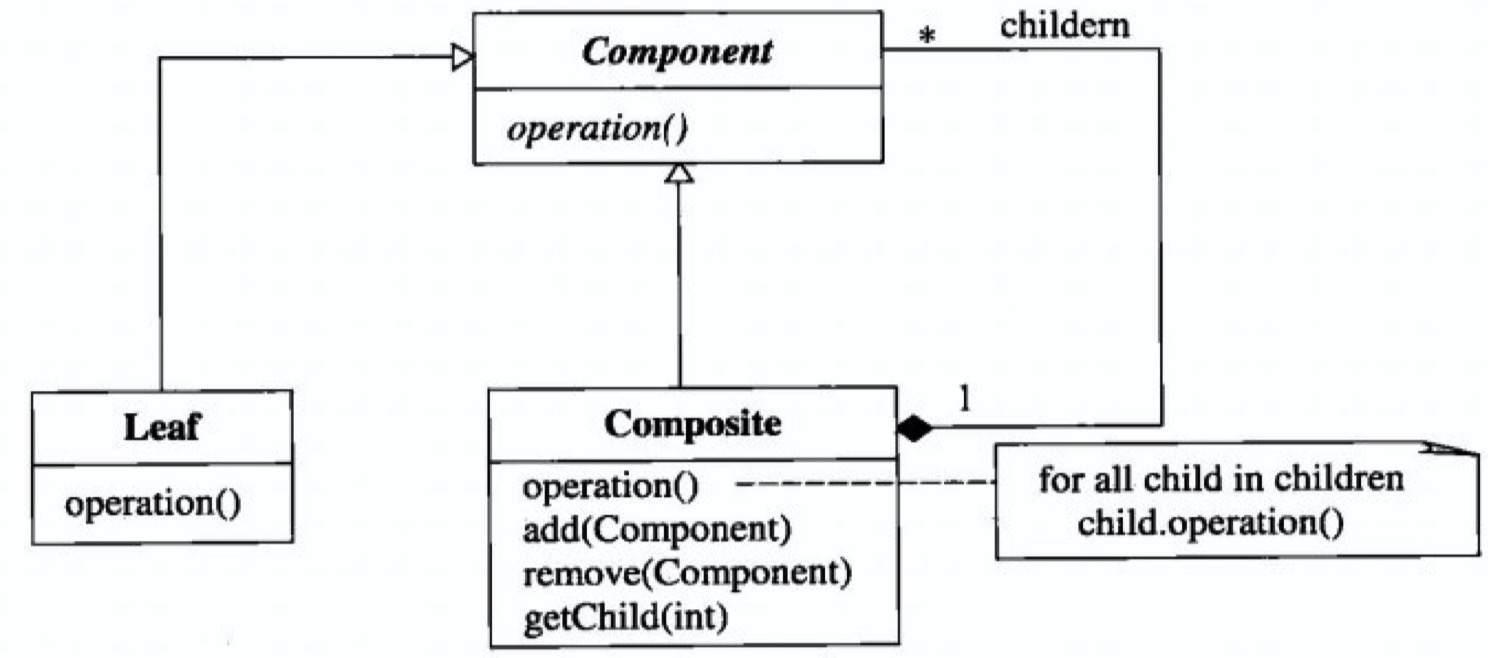 Component
operation()
* childern
Leaf
operation()
Composite
operation()
add(Component)
remove(Component)
getChild(int)
1
for all child in children
child.operation()